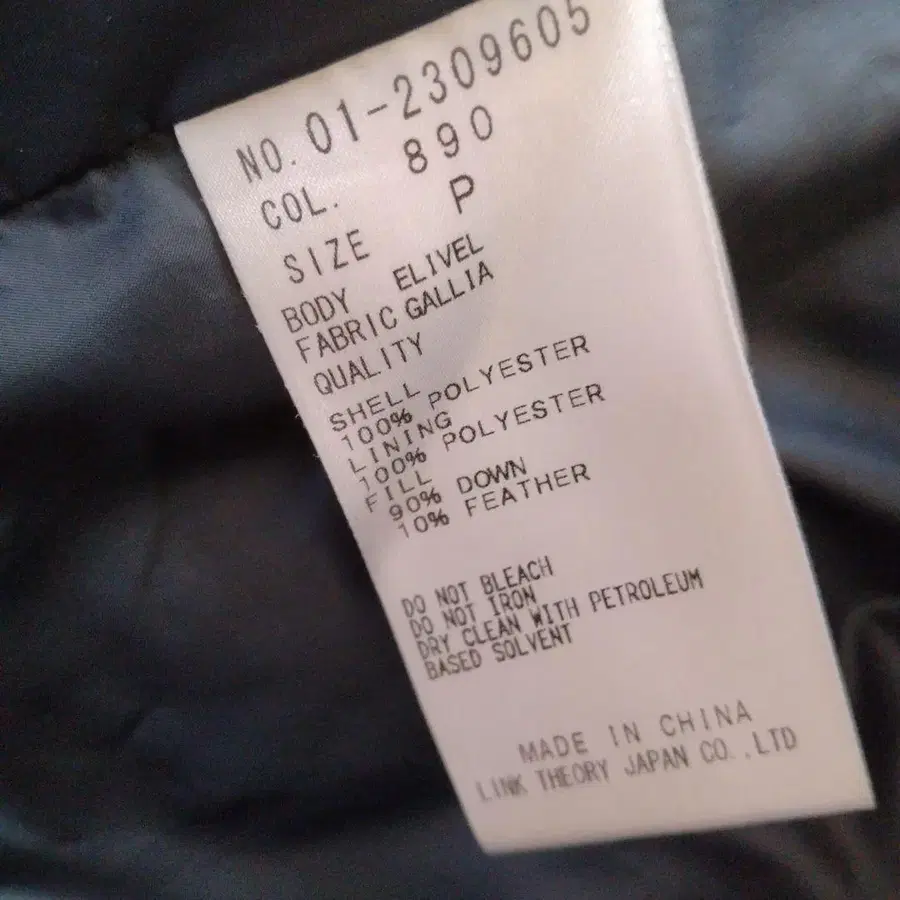 NO. 01-2309605
COL. 890
SIZE P
BODY ELIVEL
FABRIC GALLIA
QUALITY
SHELL
100% POLYESTER
LINING
100% POLYESTER
FILL
90% DOWN
10% FEATHER
DO NOT BLEACH
DO NOT IRON
DRY CLEAN WITH PETROLEUM
BASED SOLVENT
MADE IN CHINA
LINK THEORY JAPAN CO.,LTD